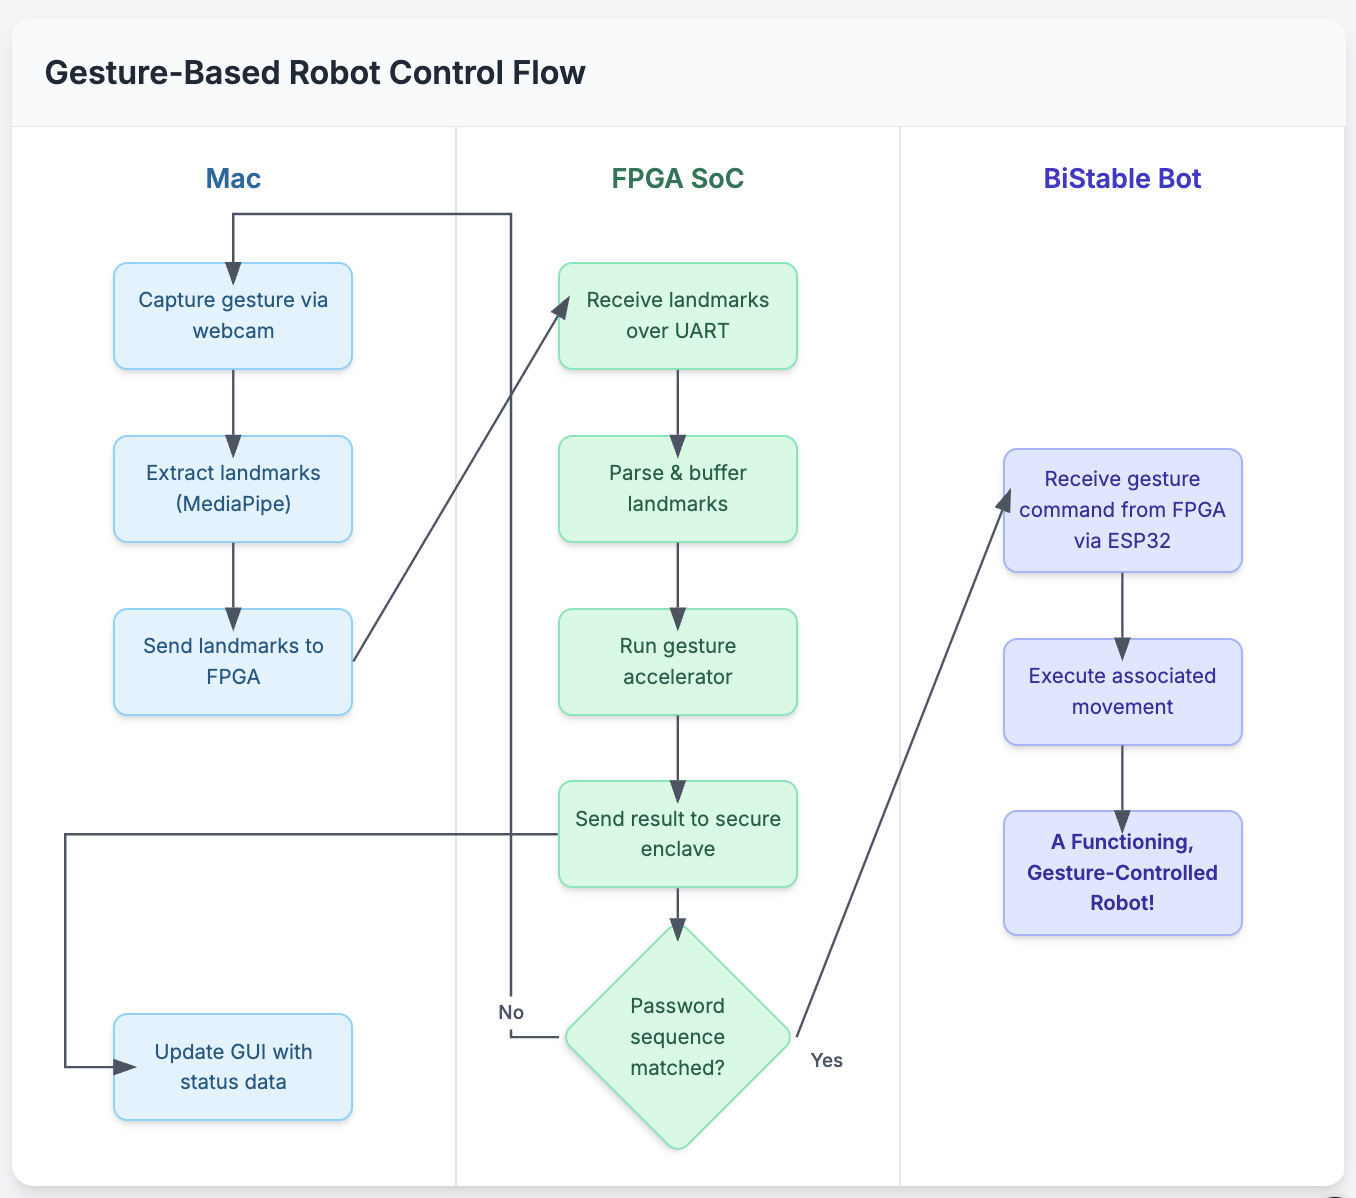 Gesture-Based Robot Control Flow
Mac
Capture gesture via
webcam
Extract landmarks
(MediaPipe)
Send landmarks to
FPGA
Update GUI with
status data
FPGA SoC
Receive landmarks
over UART
Parse & buffer
landmarks
Run gesture
accelerator
Send result to secure
enclave
Password
sequence
matched?
No
Yes
BiStable Bot
Receive gesture
command from FPGA
via ESP32
Execute associated
movement
A Functioning,
Gesture-Controlled
Robot!